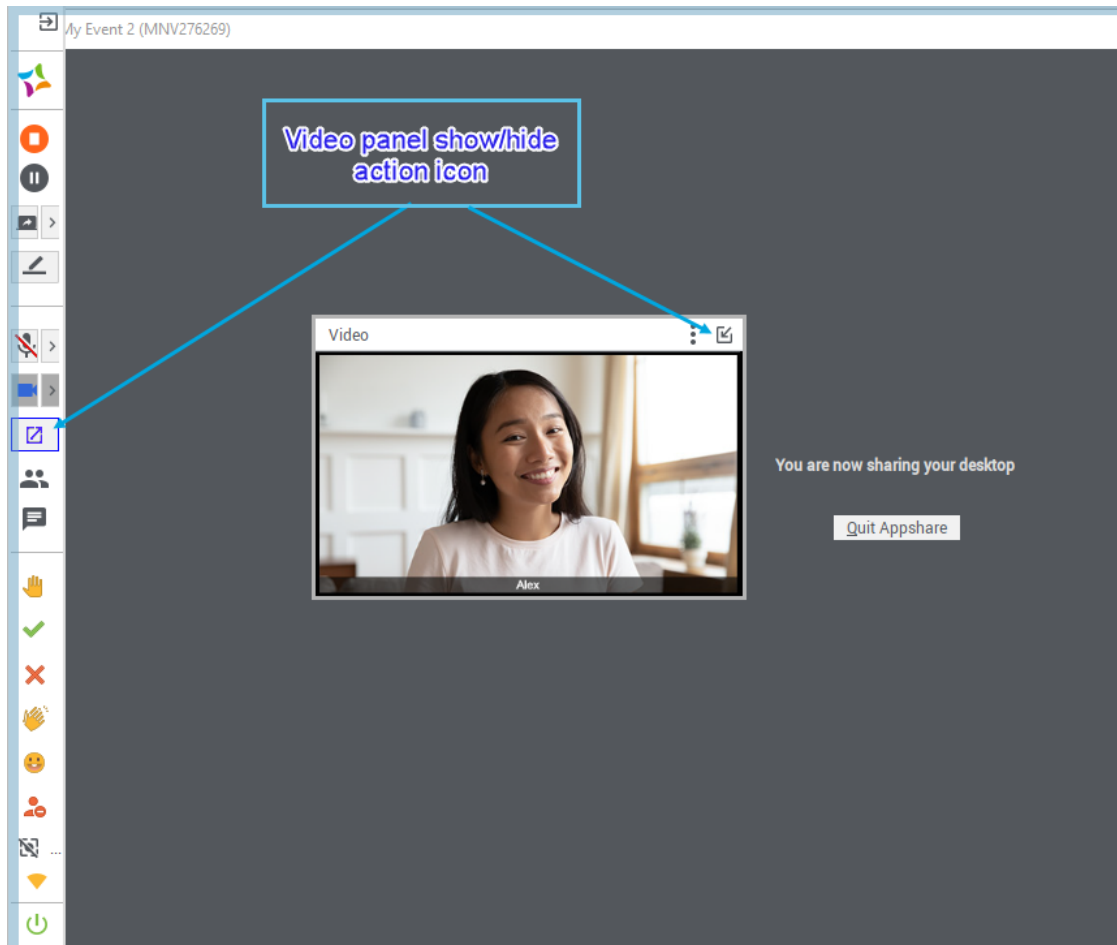 My Event 2 (MNV276269)
Video panel show/hide
action icon
Video
Alex
You are now sharing your desktop
Quit Appshare
...